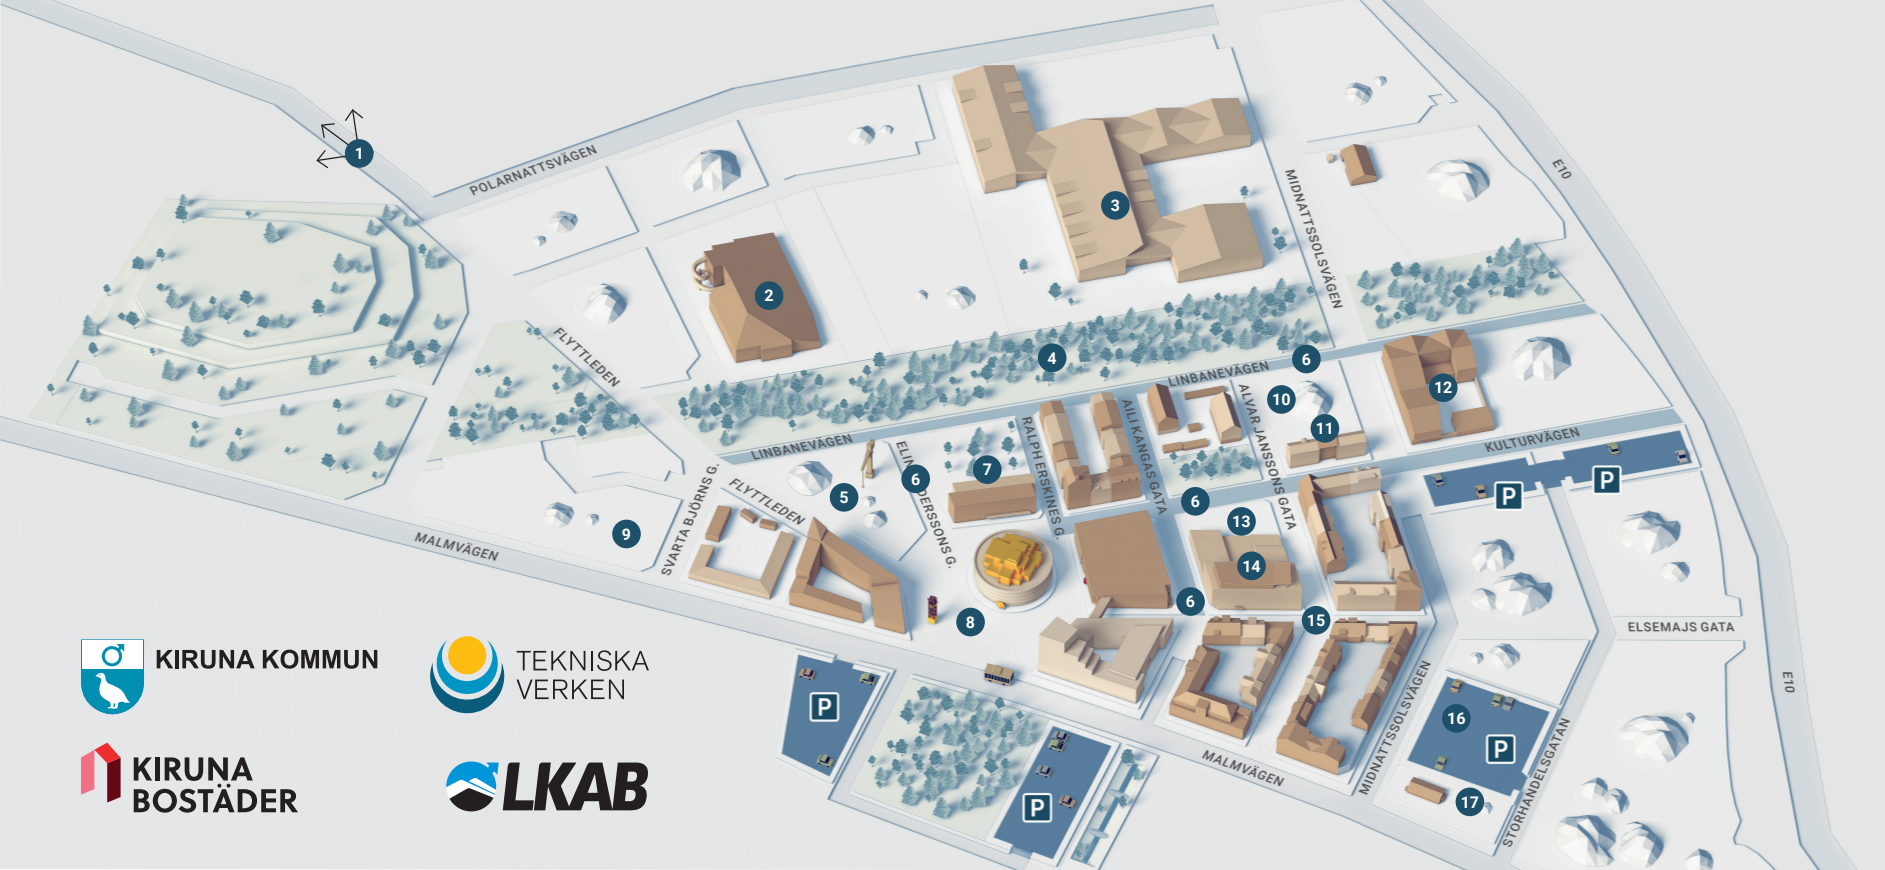 1
POLARNATTSVÄGEN
E10
MIDNATTSSOLSVÄGEN
3
2
FLYTTLEDEN
4
6
LINBANEVÄGEN
12
10
11
KULTURVÄGEN
ALVAR JANSSONS GATA
AILI KANGAS GATA
RALPH ERSKINES G.
LINBANEVÄGEN
7
6
5
FLYTTLEDEN
SVARTA BJÖRNS G.
P
P
6
13
14
9
MALMVÄGEN
6
8
15
ELSEMAJS GATA
E10
P
16
P
MIDNATTSSOLSVÄGEN
STORHANDELSGATAN
MALMVÄGEN
17
P
KIRUNA KOMMUN
TEKNISKA
VERKEN
KIRUNA
BOSTÄDER
LKAB